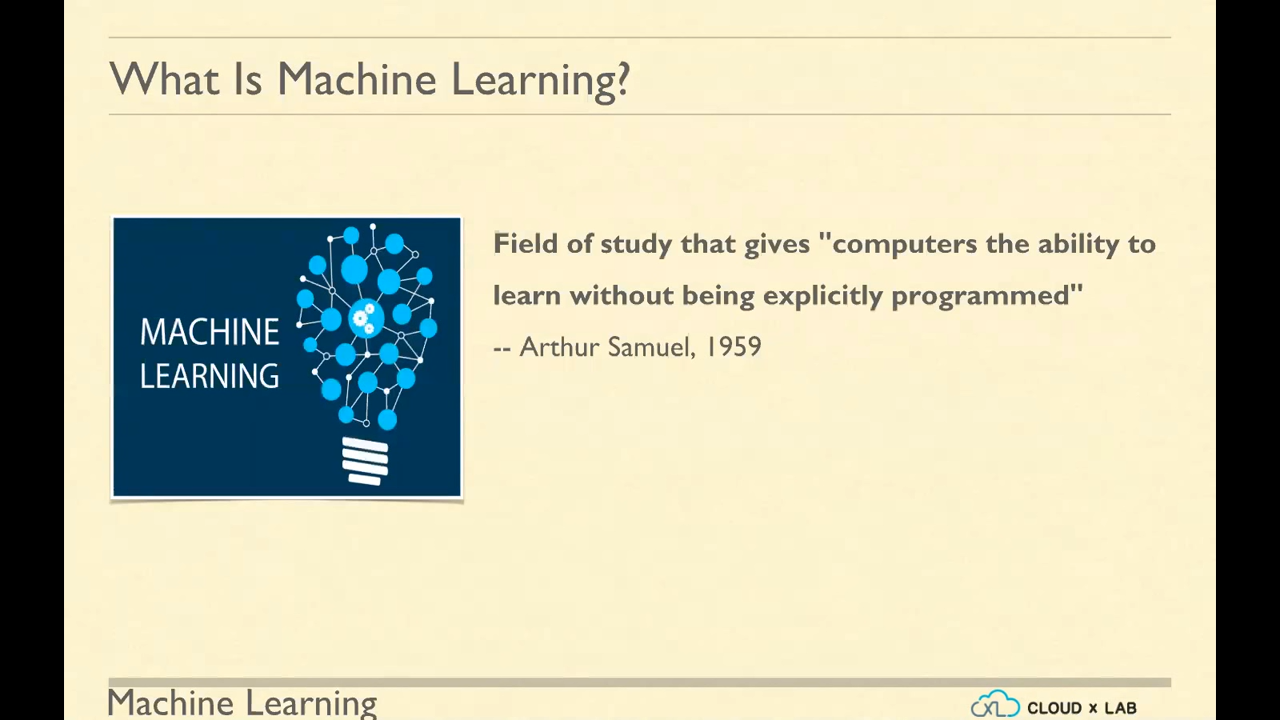 What Is Machine Learning?
MACHINE
LEARNING
Field of study that gives "computers the ability to
learn without being explicitly programmed"
-- Arthur Samuel, 1959
Machine Learning
CLOUD x LAB